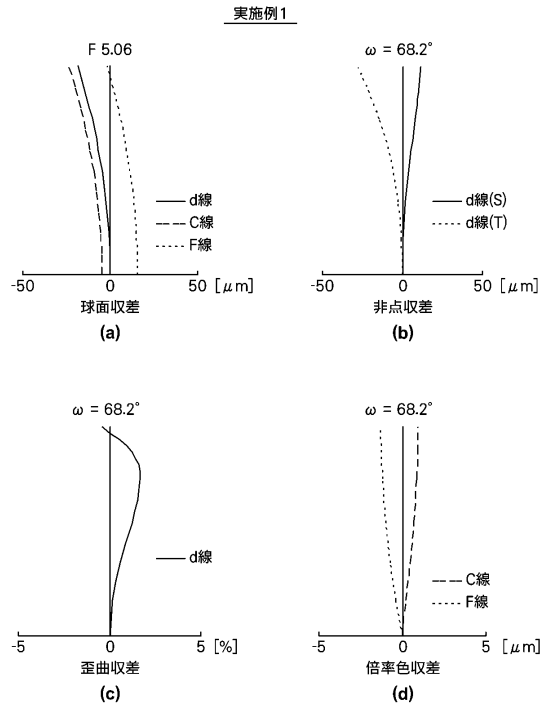 実施例1
F 5.06
d線
C線
F線
-50 0 50 [μm]
球面収差
(a)
ω = 68.2°
d線(S)
d線(T)
-50 0 50 [μm]
非点収差
(b)
ω = 68.2°
d線
-5 0 5 [%]
歪曲収差
(c)
ω = 68.2°
C線
F線
-5 0 5 [μm]
倍率色収差
(d)